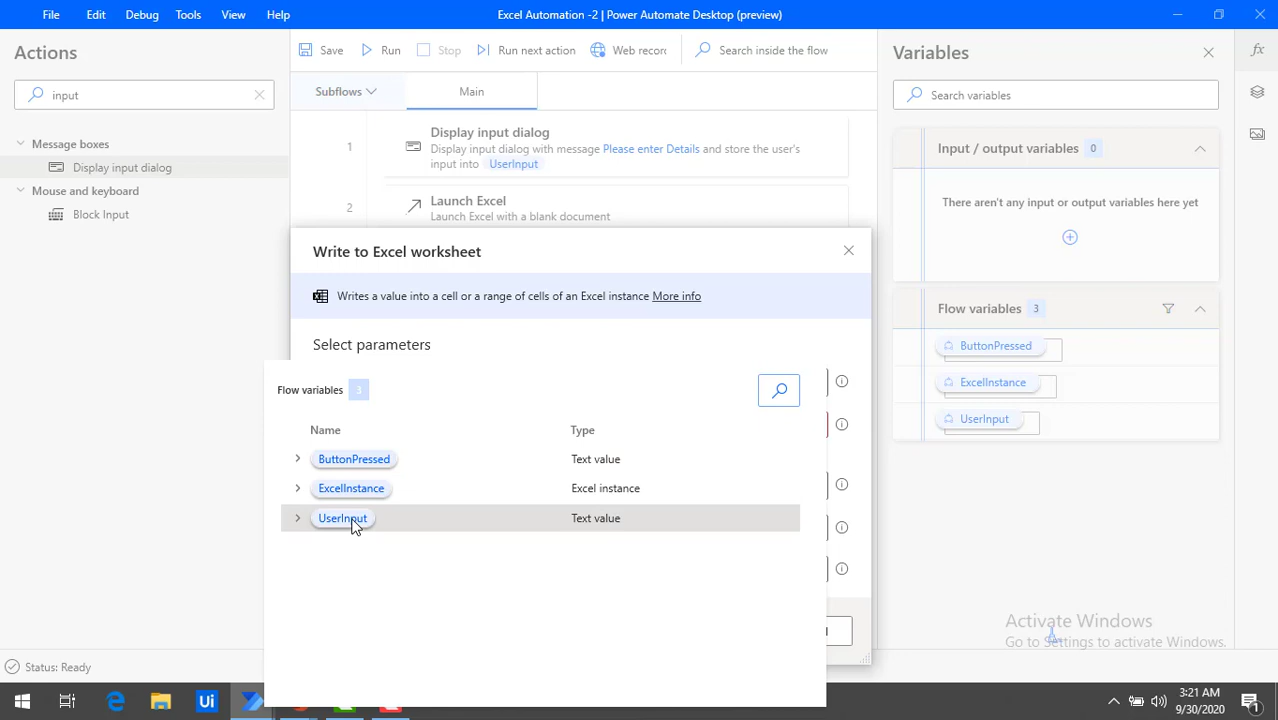 File Edit Debug Tools View Help
Excel Automation -2 | Power Automate Desktop (preview)
Actions
input
Message boxes
Display input dialog
Mouse and keyboard
Block Input
Save Run Stop Run next action Web recor Search inside the flow
Subflows Main
1 Display input dialog
Display input dialog with message Please enter Details and store the user's
input into UserInput
2 Launch Excel
Launch Excel with a blank document
Write to Excel worksheet
Writes a value into a cell or a range of cells of an Excel instance More info
Select parameters
Flow variables 3
Name Type
ButtonPressed Text value
ExcelInstance Excel instance
UserInput Text value
Variables
fx
Search variables
Input / output variables 0
There aren't any input or output variables here yet
Flow variables 3
ButtonPressed
ExcelInstance
UserInput
Activate Windows
Go to Settings to activate Windows.
Status: Ready
Ui
3:21 AM
9/30/2020
1